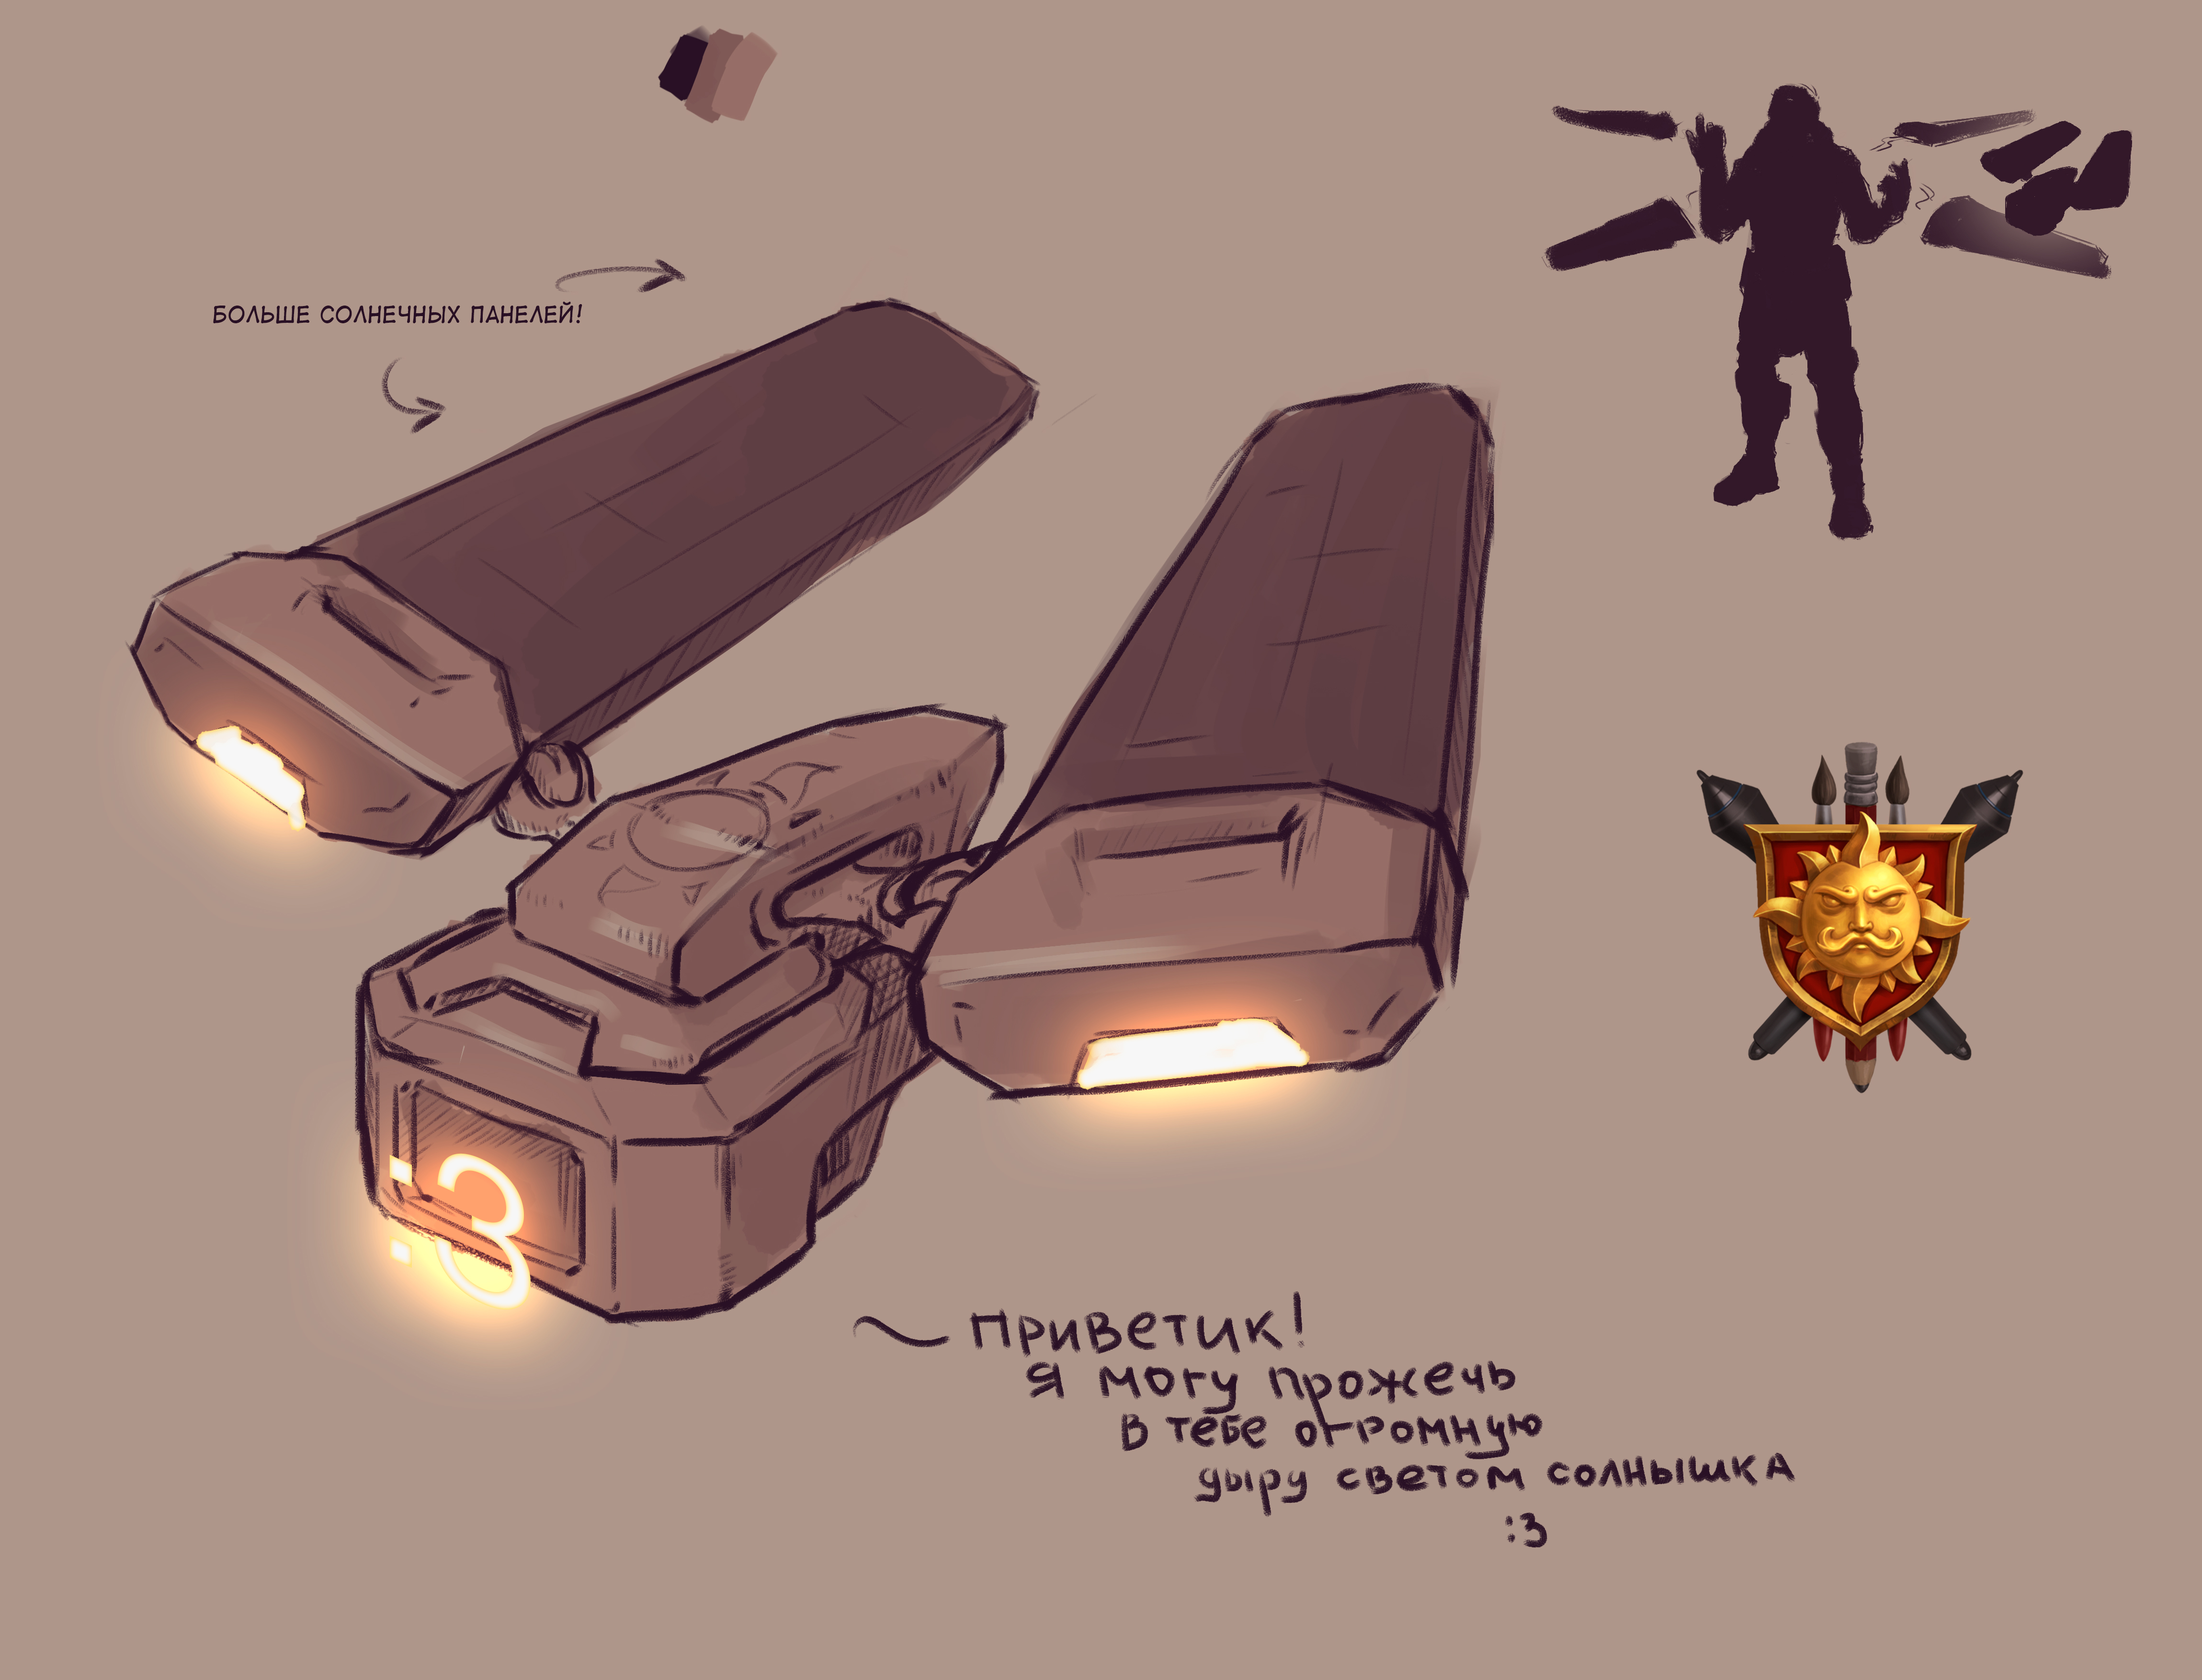 БОЛЬШЕ СОЛНЕЧНЫХ ПАНЕЛЕЙ!
:3
Приветик!
Я могу прожечь
в тебе огромную
дыру светом солнышка
:3